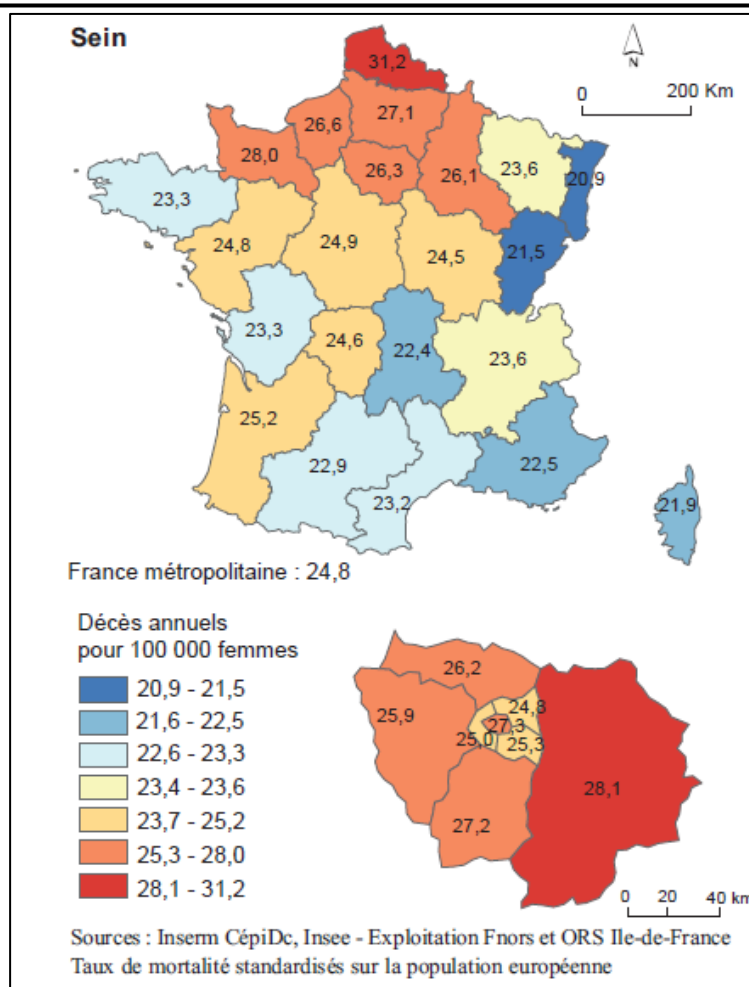 Sein
N
0 200 Km
31,2
27,1
26,6
28,0
26,3
26,1
23,6
20,9
23,3
24,8
24,9
24,5
21,5
23,3
24,6
22,4
23,6
25,2
22,9
23,2
22,5
21,9
France métropolitaine : 24,8
Décès annuels
pour 100 000 femmes
20,9 - 21,5
21,6 - 22,5
22,6 - 23,3
23,4 - 23,6
23,7 - 25,2
25,3 - 28,0
28,1 - 31,2
26,2
25,9
24,8
27,3
25,0
25,3
28,1
27,2
0 20 40 km
Sources : Inserm CépiDc, Insee - Exploitation Fnors et ORS Ile-de-France
Taux de mortalité standardisés sur la population européenne